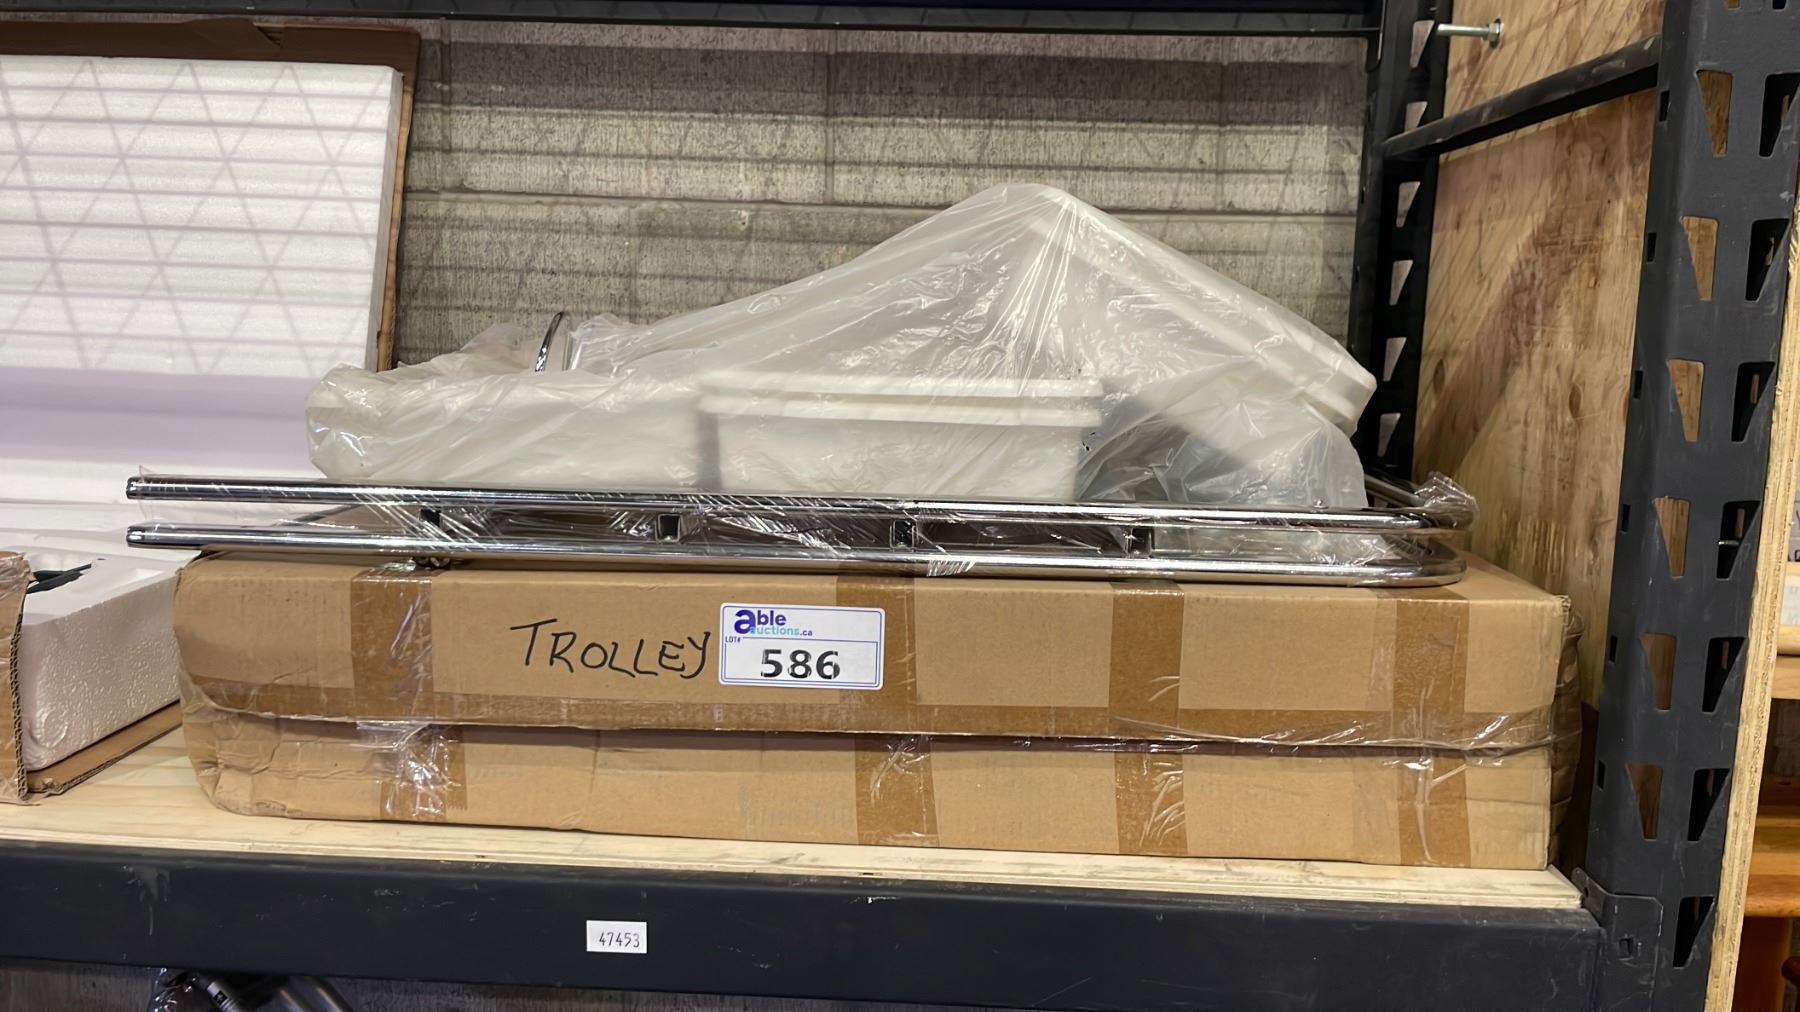 TROLLEY
able
auctions.ca
LOT#
586
47453